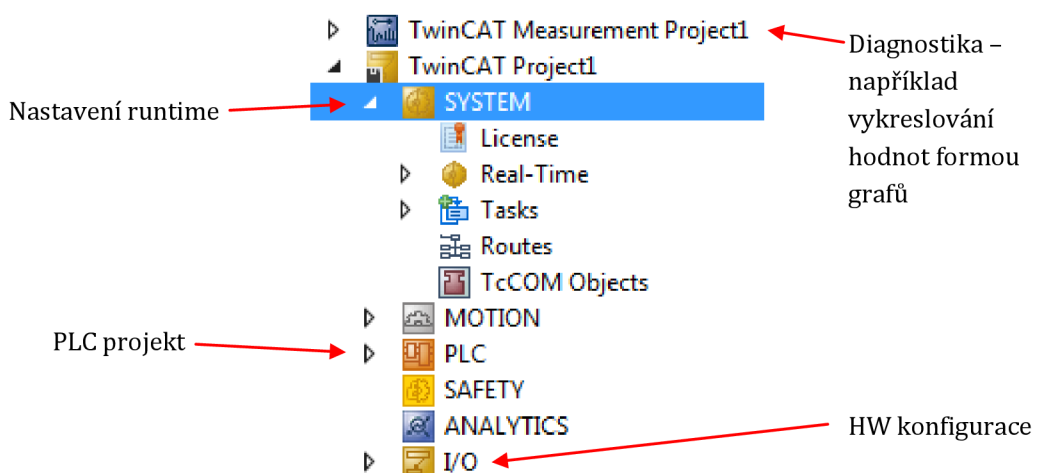 TwinCAT Measurement Project1
Diagnostika –
například
vykreslování
hodnot formou
grafů
TwinCAT Project1
Nastavení runtime
SYSTEM
License
Real-Time
Tasks
Routes
TcCOM Objects
MOTION
PLC projekt
PLC
SAFETY
ANALYTICS
HW konfigurace
I/O